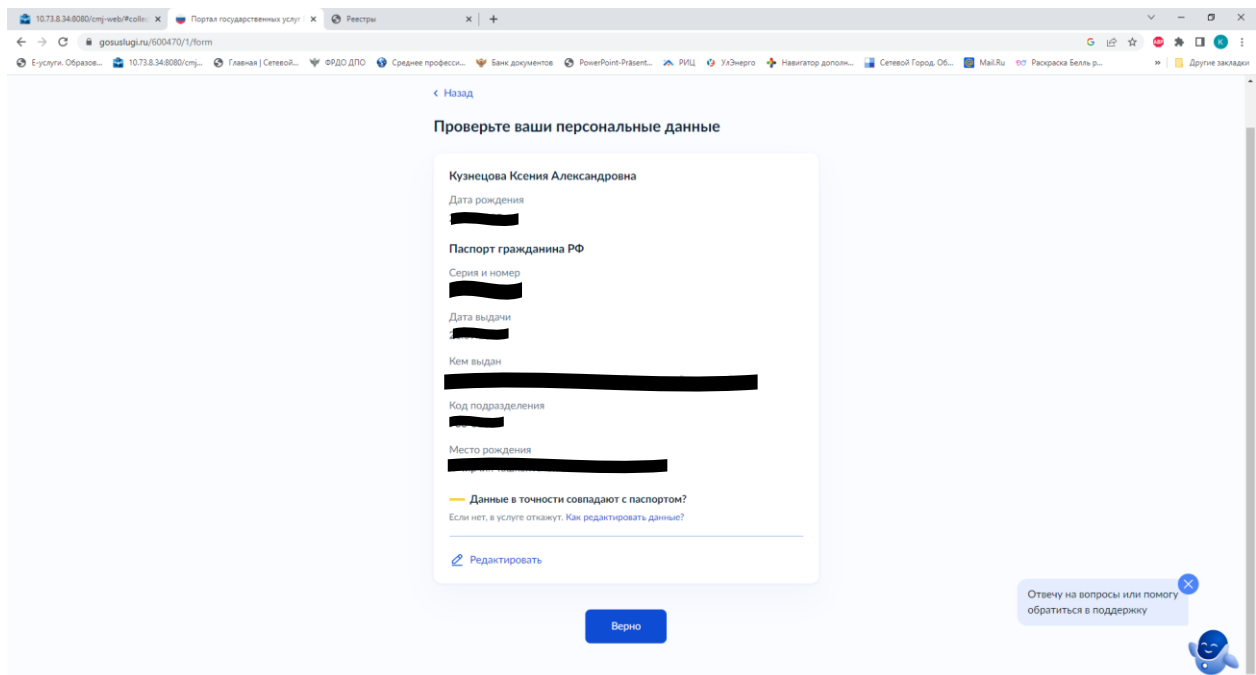 10.73.8.34:8080/cmj-web/#collec
Портал государственных услуг
Реестры
gosuslugi.ru/600470/1/form
Е-услуги. Образов...
10.73.8.34:8080/cmj...
Главная | Сетевой...
ФРДО ДПО
Среднее професси...
Банк документов
PowerPoint-Präsent...
РИЦ
УлЭнерго
Навигатор дополн...
Сетевой Город. Об...
Mail.Ru
Раскраска Белль р...
»
Другие закладки
Назад
Проверьте ваши персональные данные
Кузнецова Ксения Александровна
Дата рождения
Паспорт гражданина РФ
Серия и номер
Дата выдачи
Кем выдан
Код подразделения
Место рождения
Данные в точности совпадают с паспортом?
Если нет, в услуге откажут. Как редактировать данные?
Редактировать
Верно
Отвечу на вопросы или помогу
обратиться в поддержку